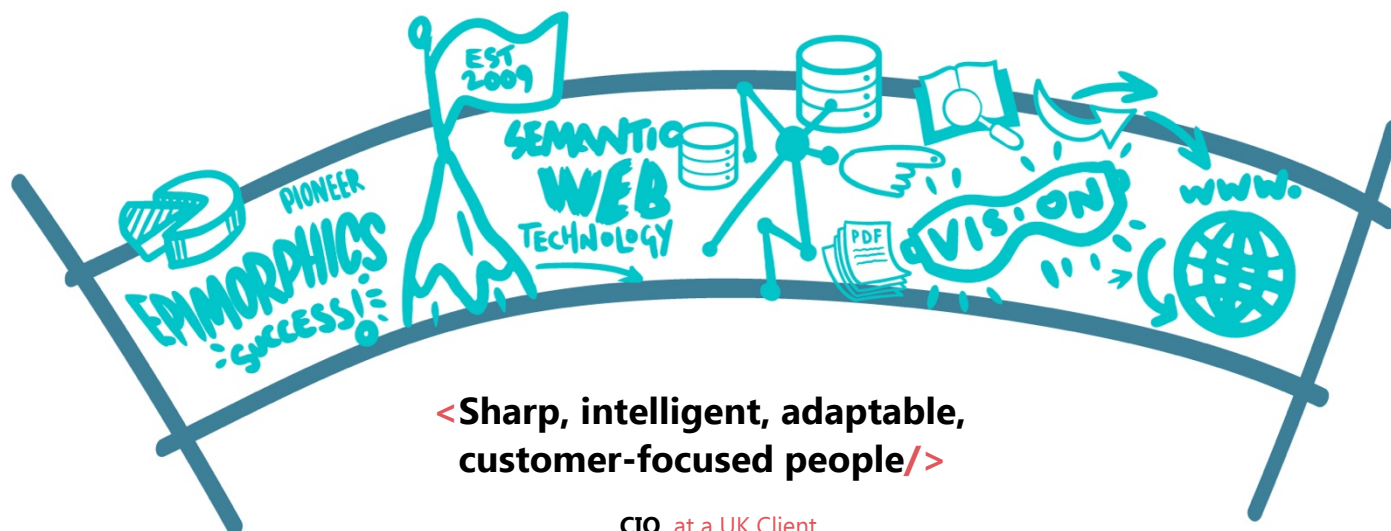 EST
2009
PIONEER
EPIMORPHICS
SUCCESS!
SEMANTIC
WEB
TECHNOLOGY
PDF
VISION
WWW.
<Sharp, intelligent, adaptable,
customer-focused people/>
CIO, at a UK Client